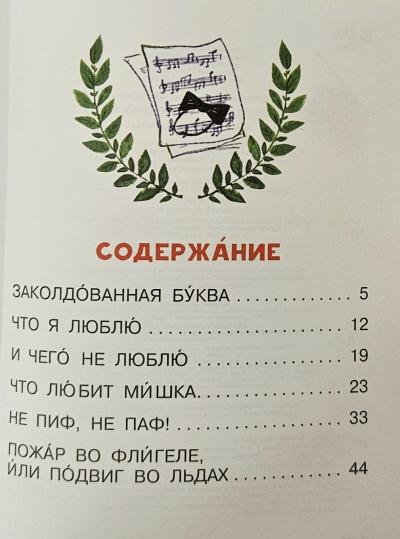 СОДЕРЖА́НИЕ
ЗАКОЛДО́ВАННАЯ БУ́КВА . . . . . . . . . . . . 5
ЧТО Я ЛЮБЛЮ́ . . . . . . . . . . . . . . . . . . . . 12
И ЧЕГО́ НЕ ЛЮБЛЮ́ . . . . . . . . . . . . . . . 19
ЧТО ЛЮ́БИТ МИ́ШКА. . . . . . . . . . . . . . 23
НЕ ПИФ, НЕ ПАФ! . . . . . . . . . . . . . . . . . 33
ПОЖА́Р ВО ФЛИ́ГЕЛЕ,
И́ЛИ ПО́ДВИГ ВО ЛЬДАХ . . . . . . . . . . . 44